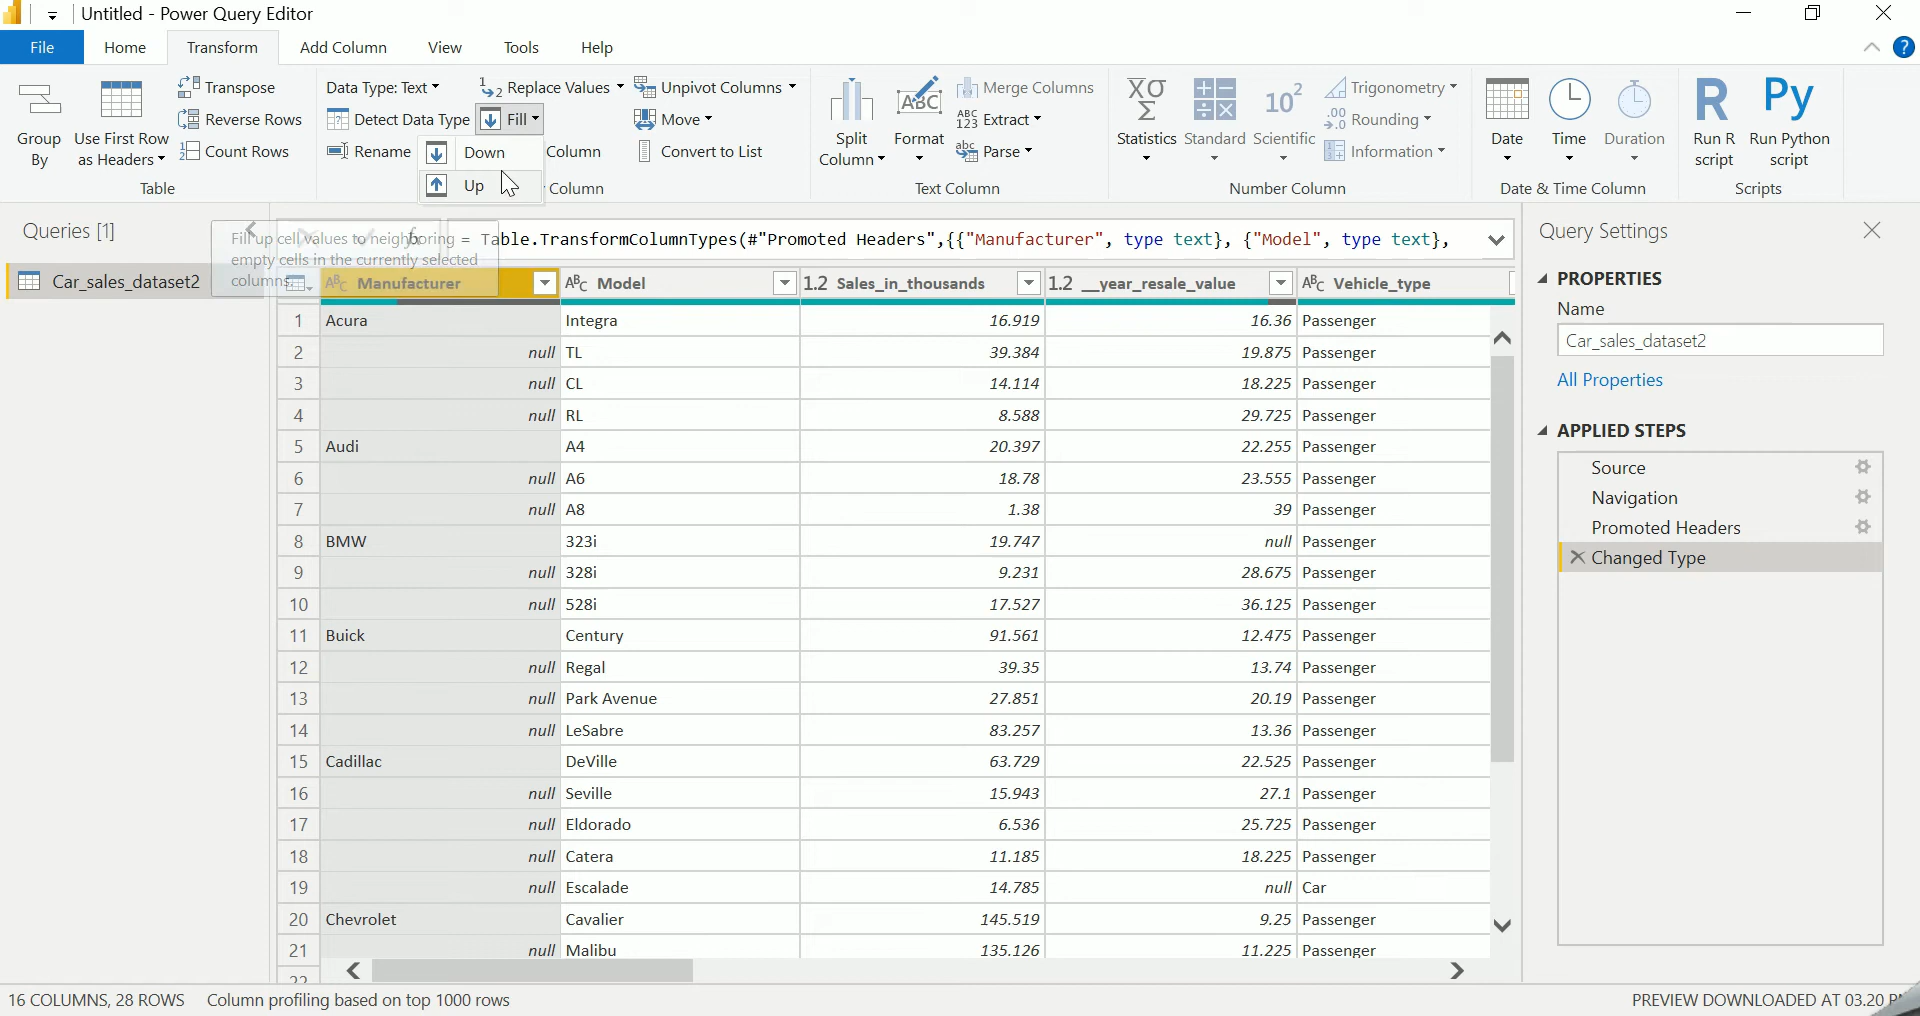 Untitled - Power Query Editor
File Home Transform Add Column View Tools Help
Group By
Use First Row as Headers
Transpose
Reverse Rows
Count Rows
Table
Data Type: Text
Detect Data Type
Rename
Replace Values
Fill
Down
Up
Column
Column
Unpivot Columns
Move
Convert to List
Split Column
Format
Merge Columns
Extract
Parse
Text Column
Statistics
Standard
Scientific
Trigonometry
Rounding
Information
Number Column
Date
Time
Duration
Date & Time Column
Run R script
Run Python script
Scripts
Queries [1]
Car_sales_dataset2
Fill up cell values to neighboring
empty cells in the currently selected
columns.
= Table.TransformColumnTypes(#"Promoted Headers",{{"Manufacturer", type text}, {"Model", type text},
Manufacturer Model 1.2 Sales_in_thousands 1.2 __year_resale_value Vehicle_type
1 Acura Integra 16.919 16.36 Passenger
2 null TL 39.384 19.875 Passenger
3 null CL 14.114 18.225 Passenger
4 null RL 8.588 29.725 Passenger
5 Audi A4 20.397 22.255 Passenger
6 null A6 18.78 23.555 Passenger
7 null A8 1.38 39 Passenger
8 BMW 323i 19.747 null Passenger
9 null 328i 9.231 28.675 Passenger
10 null 528i 17.527 36.125 Passenger
11 Buick Century 91.561 12.475 Passenger
12 null Regal 39.35 13.74 Passenger
13 null Park Avenue 27.851 20.19 Passenger
14 null LeSabre 83.257 13.36 Passenger
15 Cadillac DeVille 63.729 22.525 Passenger
16 null Seville 15.943 27.1 Passenger
17 null Eldorado 6.536 25.725 Passenger
18 null Catera 11.185 18.225 Passenger
19 null Escalade 14.785 null Car
20 Chevrolet Cavalier 145.519 9.25 Passenger
21 null Malibu 135.126 11.225 Passenger
Query Settings
PROPERTIES
Name
Car_sales_dataset2
All Properties
APPLIED STEPS
Source
Navigation
Promoted Headers
Changed Type
16 COLUMNS, 28 ROWS Column profiling based on top 1000 rows
PREVIEW DOWNLOADED AT 03.20